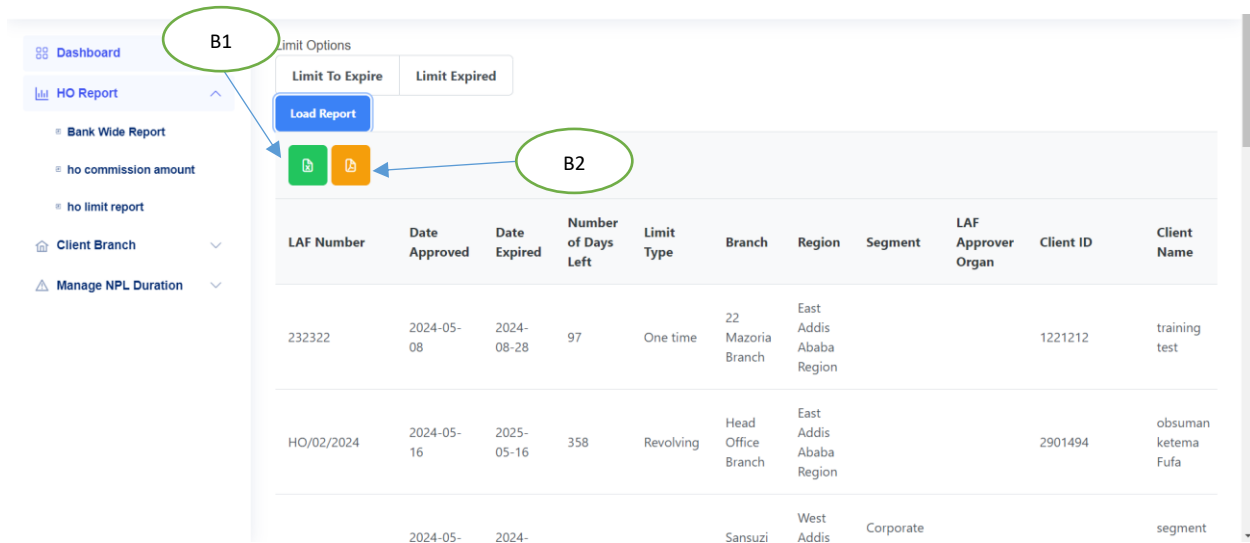 B1
Dashboard
HO Report
Bank Wide Report
ho commission amount
ho limit report
Client Branch
Manage NPL Duration
Limit Options
Limit To Expire Limit Expired
Load Report
B2
LAF Number Date Approved Date Expired Number of Days Left Limit Type Branch Region Segment LAF Approver Organ Client ID Client Name
232322 2024-05-08 2024-08-28 97 One time 22 Mazoria Branch East Addis Ababa Region 1221212 training test
HO/02/2024 2024-05-16 2025-05-16 358 Revolving Head Office Branch East Addis Ababa Region 2901494 obsuman ketema Fufa
2024-05- 2024- Sansuzi West Addis Corporate segment